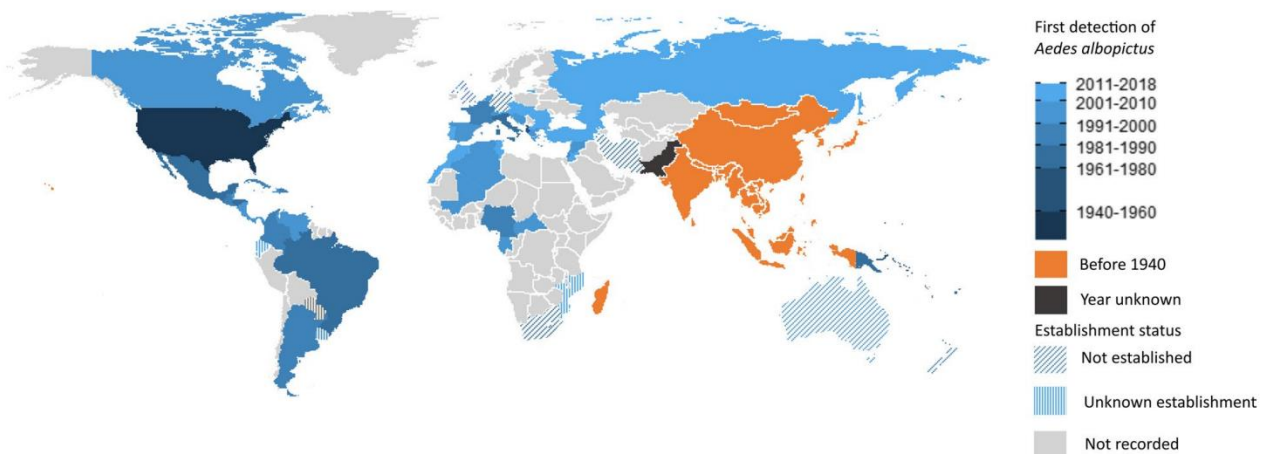 First detection of
Aedes albopictus
2011-2018
2001-2010
1991-2000
1981-1990
1961-1980
1940-1960
Before 1940
Year unknown
Establishment status
Not established
Unknown establishment
Not recorded